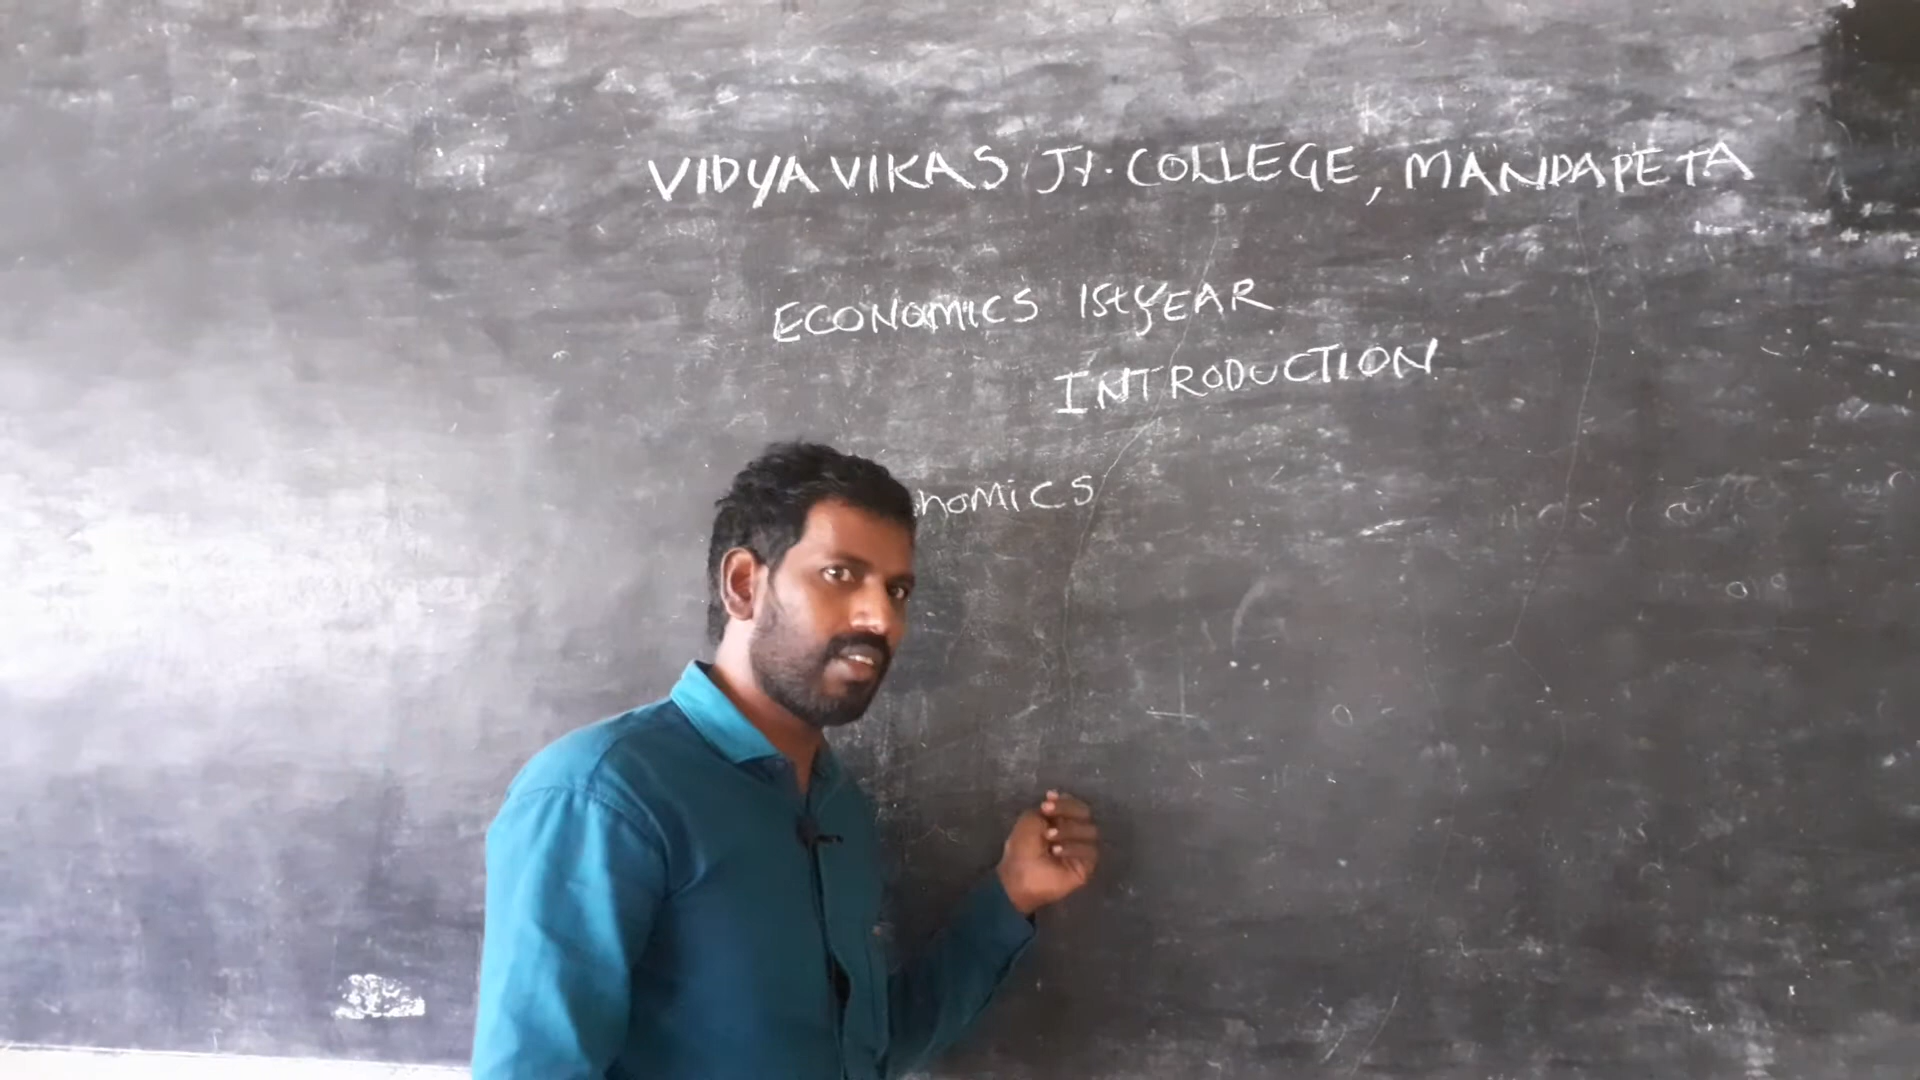 VIDYA VIKAS Jr. COLLEGE, MANDAPETA
ECONOMICS 1st YEAR
INTRODUCTION
nomics